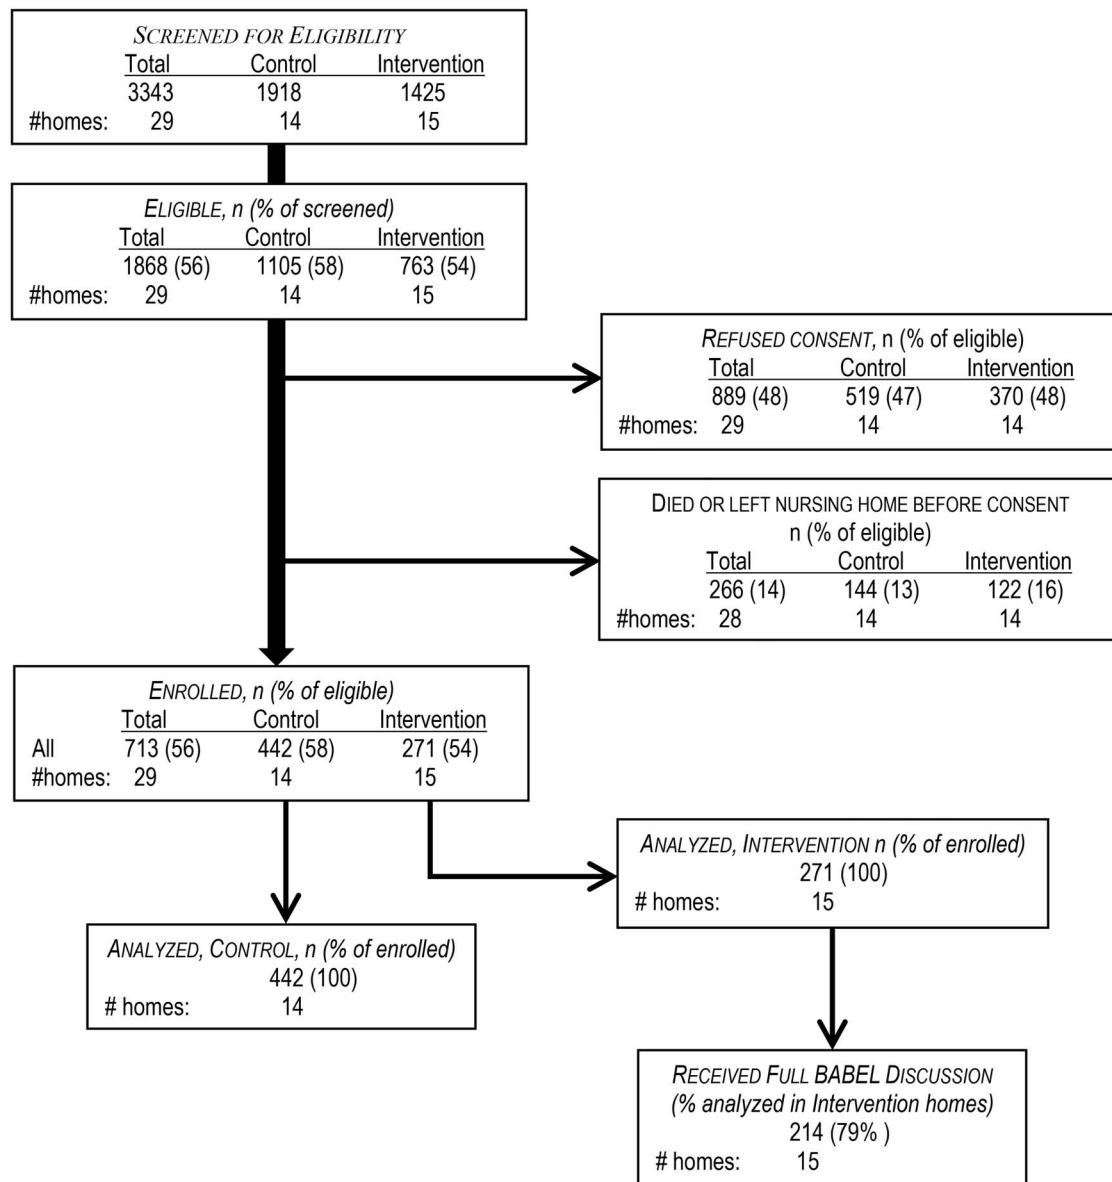 SCREENED FOR ELIGIBILITY
Total Control Intervention
3343 1918 1425
#homes: 29 14 15
ELIGIBLE, n (% of screened)
Total Control Intervention
1868 (56) 1105 (58) 763 (54)
#homes: 29 14 15
REFUSED CONSENT, n (% of eligible)
Total Control Intervention
889 (48) 519 (47) 370 (48)
#homes: 29 14 14
DIED OR LEFT NURSING HOME BEFORE CONSENT
n (% of eligible)
Total Control Intervention
266 (14) 144 (13) 122 (16)
#homes: 28 14 14
ENROLLED, n (% of eligible)
Total Control Intervention
All 713 (56) 442 (58) 271 (54)
#homes: 29 14 15
ANALYZED, INTERVENTION n (% of enrolled)
271 (100)
# homes: 15
ANALYZED, CONTROL, n (% of enrolled)
442 (100)
# homes: 14
RECEIVED FULL BABEL DISCUSSION
(% analyzed in Intervention homes)
214 (79% )
# homes: 15